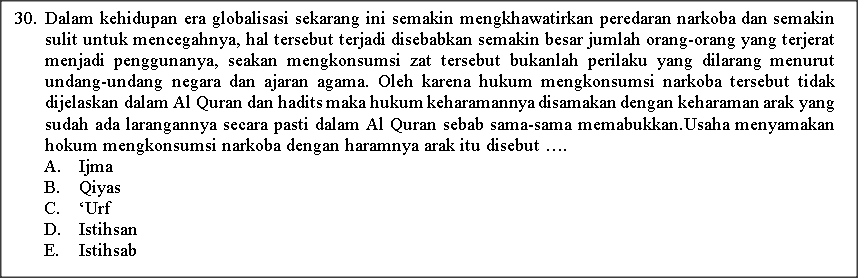 30. Dalam kehidupan era globalisasi sekarang ini semakin mengkhawatirkan peredaran narkoba dan semakin
sulit untuk mencegahnya, hal tersebut terjadi disebabkan semakin besar jumlah orang-orang yang terjerat
menjadi penggunanya, seakan mengkonsumsi zat tersebut bukanlah perilaku yang dilarang menurut
undang-undang negara dan ajaran agama. Oleh karena hukum mengkonsumsi narkoba tersebut tidak
dijelaskan dalam Al Quran dan hadits maka hukum keharamannya disamakan dengan keharaman arak yang
sudah ada larangannya secara pasti dalam Al Quran sebab sama-sama memabukkan.Usaha menyamakan
hokum mengkonsumsi narkoba dengan haramnya arak itu disebut ….
A. Ijma
B. Qiyas
C. ‘Urf
D. Istihsan
E. Istihsab